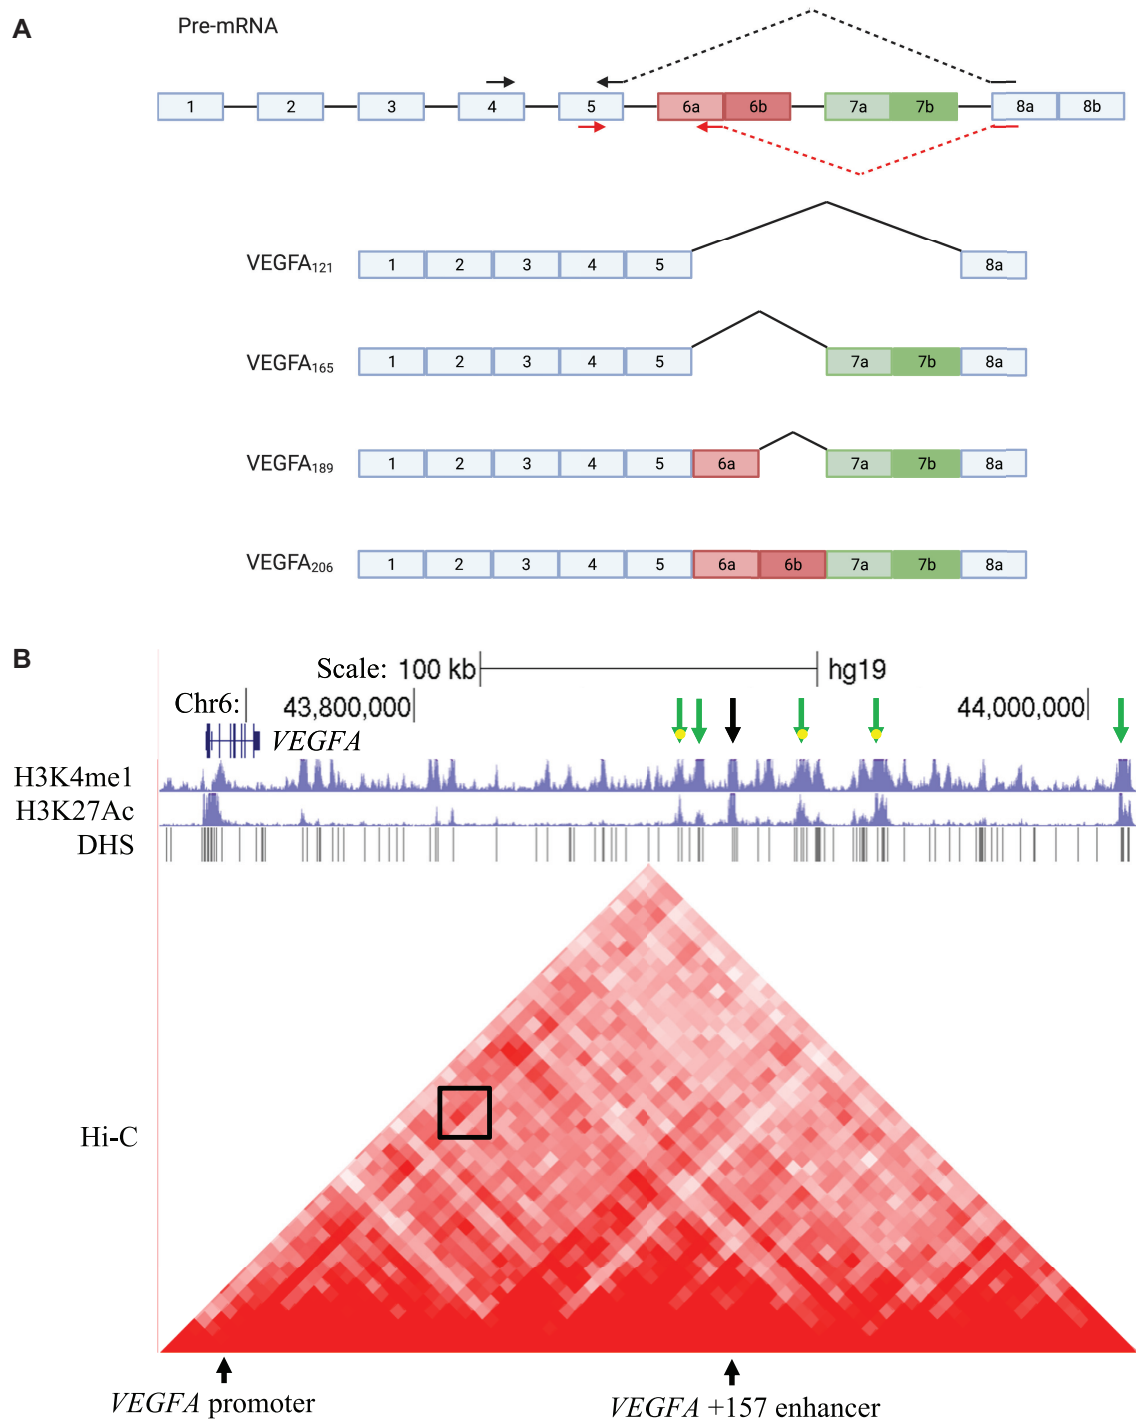 A
Pre-mRNA
1 2 3 4 5 6a 6b 7a 7b 8a 8b
VEGFA₁₂₁ 1 2 3 4 5 8a
VEGFA₁₆₅ 1 2 3 4 5 7a 7b 8a
VEGFA₁₈₉ 1 2 3 4 5 6a 7a 7b 8a
VEGFA₂₀₆ 1 2 3 4 5 6a 6b 7a 7b 8a
B
Scale: 100 kb hg19
Chr6: 43,800,000 44,000,000
VEGFA
H3K4me1
H3K27Ac
DHS
Hi-C
VEGFA promoter
VEGFA +157 enhancer